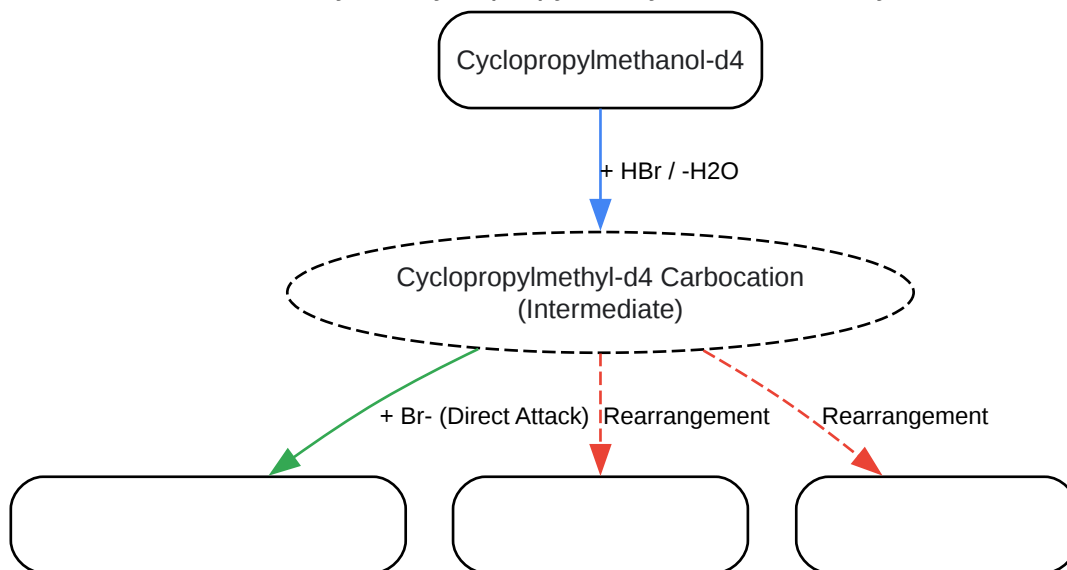 Cyclopropylmethanol-d4
+ HBr / -H2O
Cyclopropylmethyl-d4 Carbocation
(Intermediate)
+ Br- (Direct Attack)
Rearrangement
Rearrangement